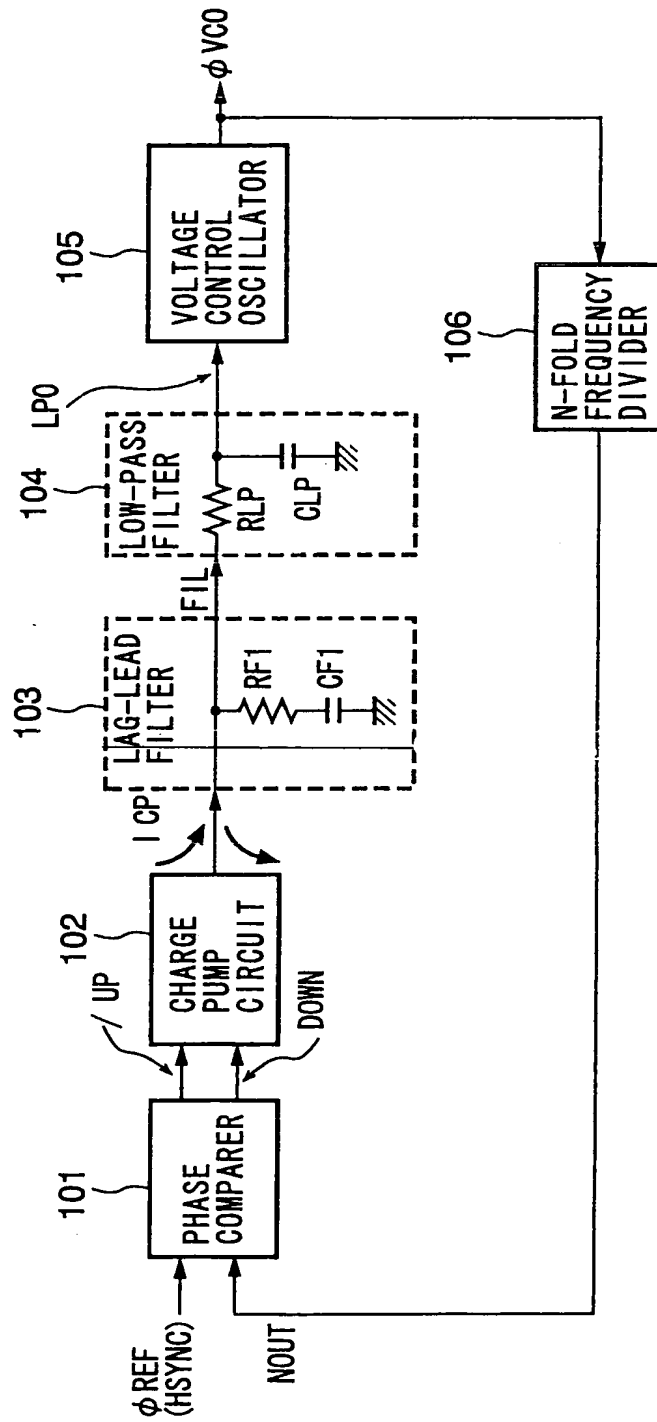 φREF
(HSYNC)
NOUT
101
PHASE
COMPARER
/UP
DOWN
102
CHARGE
PUMP
CIRCUIT
ICP
103
LAG-LEAD
FILTER
RF1
CF1
FIL
104
LOW-PASS
FILTER
RLP
CLP
LPO
105
VOLTAGE
CONTROL
OSCILLATOR
φVCO
106
N-FOLD
FREQUENCY
DIVIDER